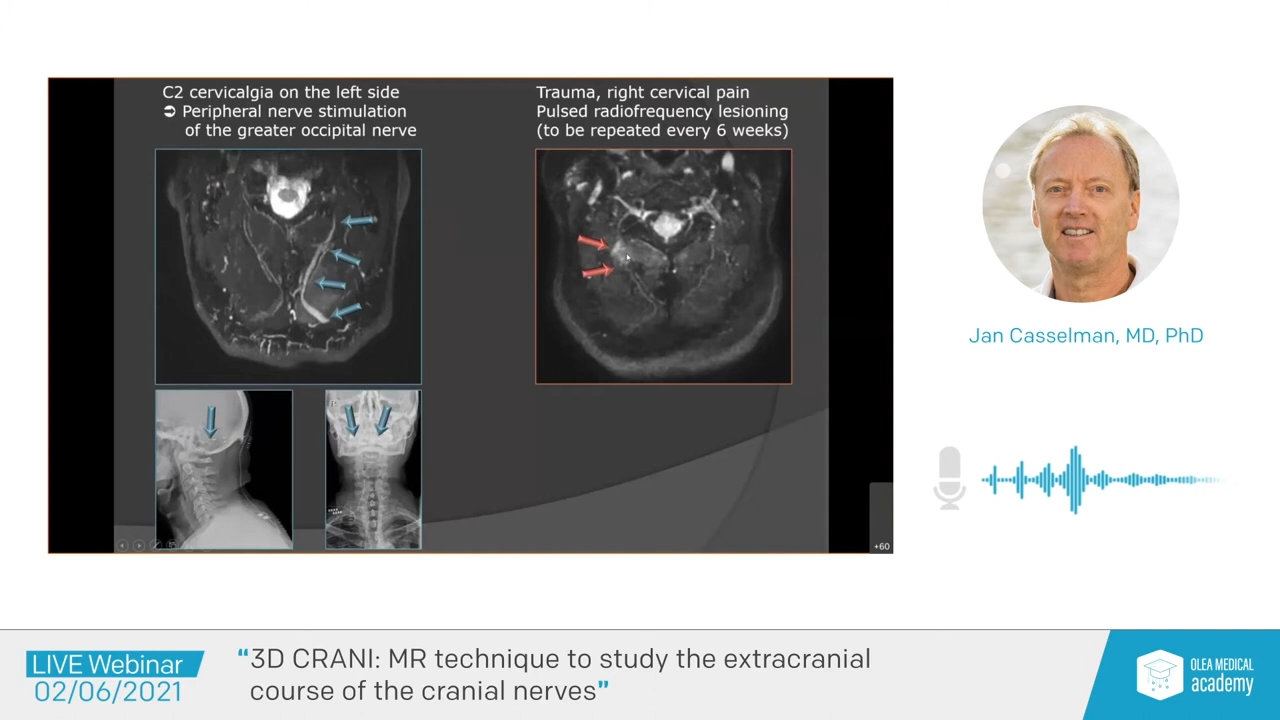 C2 cervicalgia on the left side
➲ Peripheral nerve stimulation
of the greater occipital nerve
Trauma, right cervical pain
Pulsed radiofrequency lesioning
(to be repeated every 6 weeks)
+60
Jan Casselman, MD, PhD
LIVE Webinar
02/06/2021
“3D CRANI: MR technique to study the extracranial
course of the cranial nerves”
OLEA MEDICAL
academy